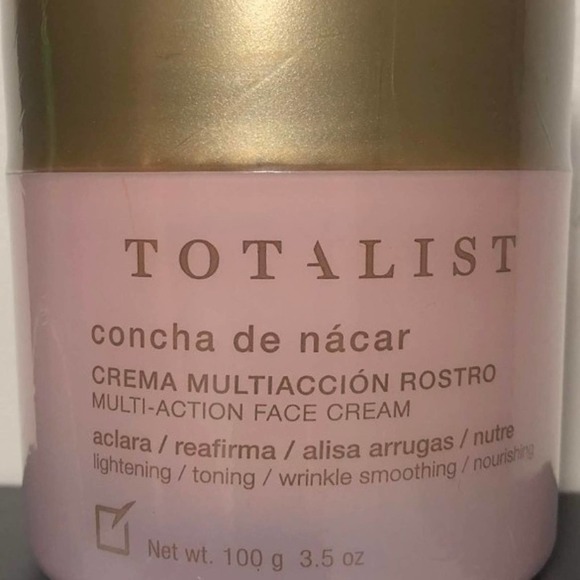 TOTALIST
concha de nácar
CREMA MULTIACCIÓN ROSTRO
MULTI-ACTION FACE CREAM
aclara / reafirma / alisa arrugas / nutre
lightening / toning / wrinkle smoothing / nourishing
Net wt. 100 g 3.5 oz